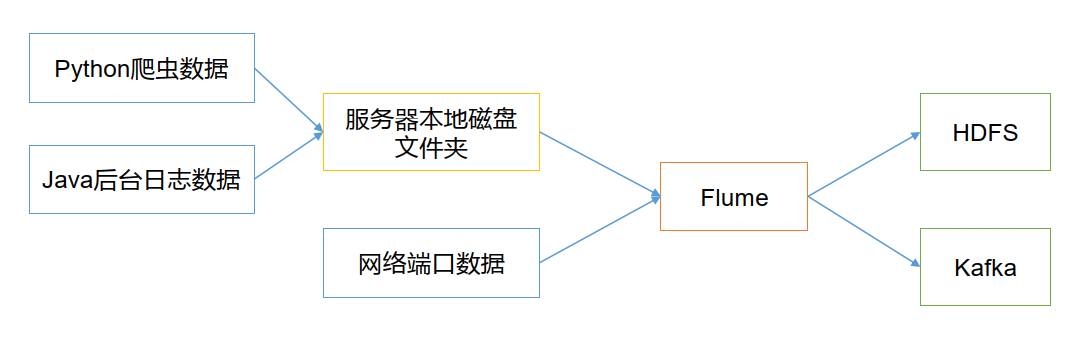 Python爬虫数据
Java后台日志数据
服务器本地磁盘
文件夹
网络端口数据
Flume
HDFS
Kafka